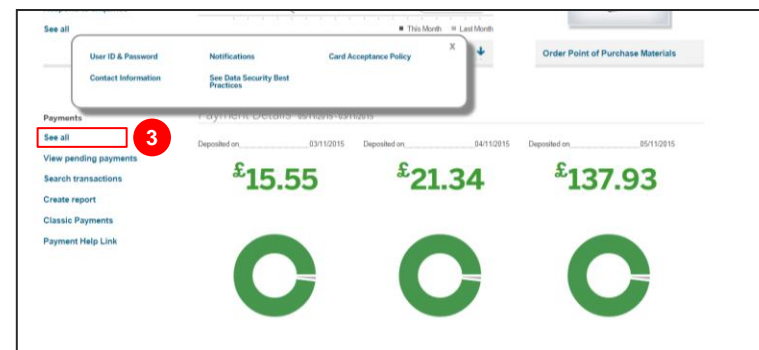 See all
This Month Last Month
X
User ID & Password Notifications Card Acceptance Policy
Contact Information See Data Security Best
Practices
Order Point of Purchase Materials
Payments
Payment Details
See all
3
Deposited on 03/11/2015 Deposited on 04/11/2015 Deposited on 05/11/2015
View pending payments
£15.55 £21.34 £137.93
Search transactions
Create report
Classic Payments
Payment Help Link